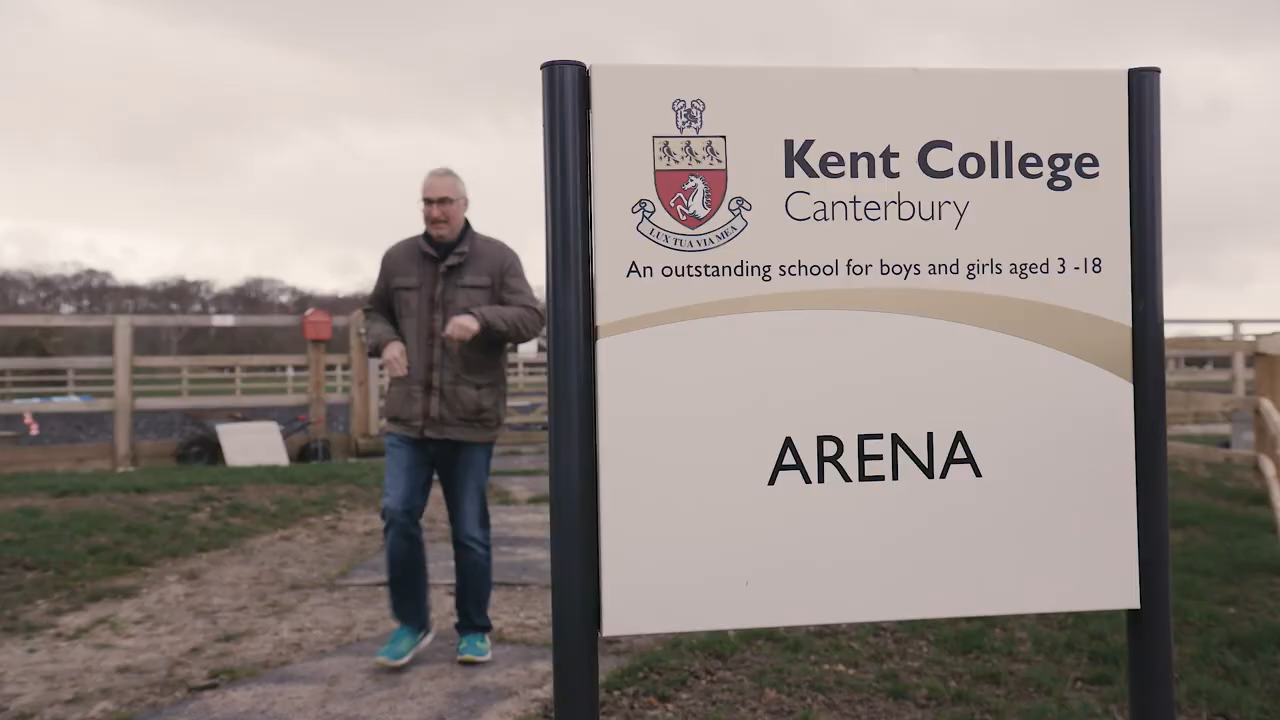 Kent College
Canterbury
LUX TUA VIA MEA
An outstanding school for boys and girls aged 3 -18
ARENA